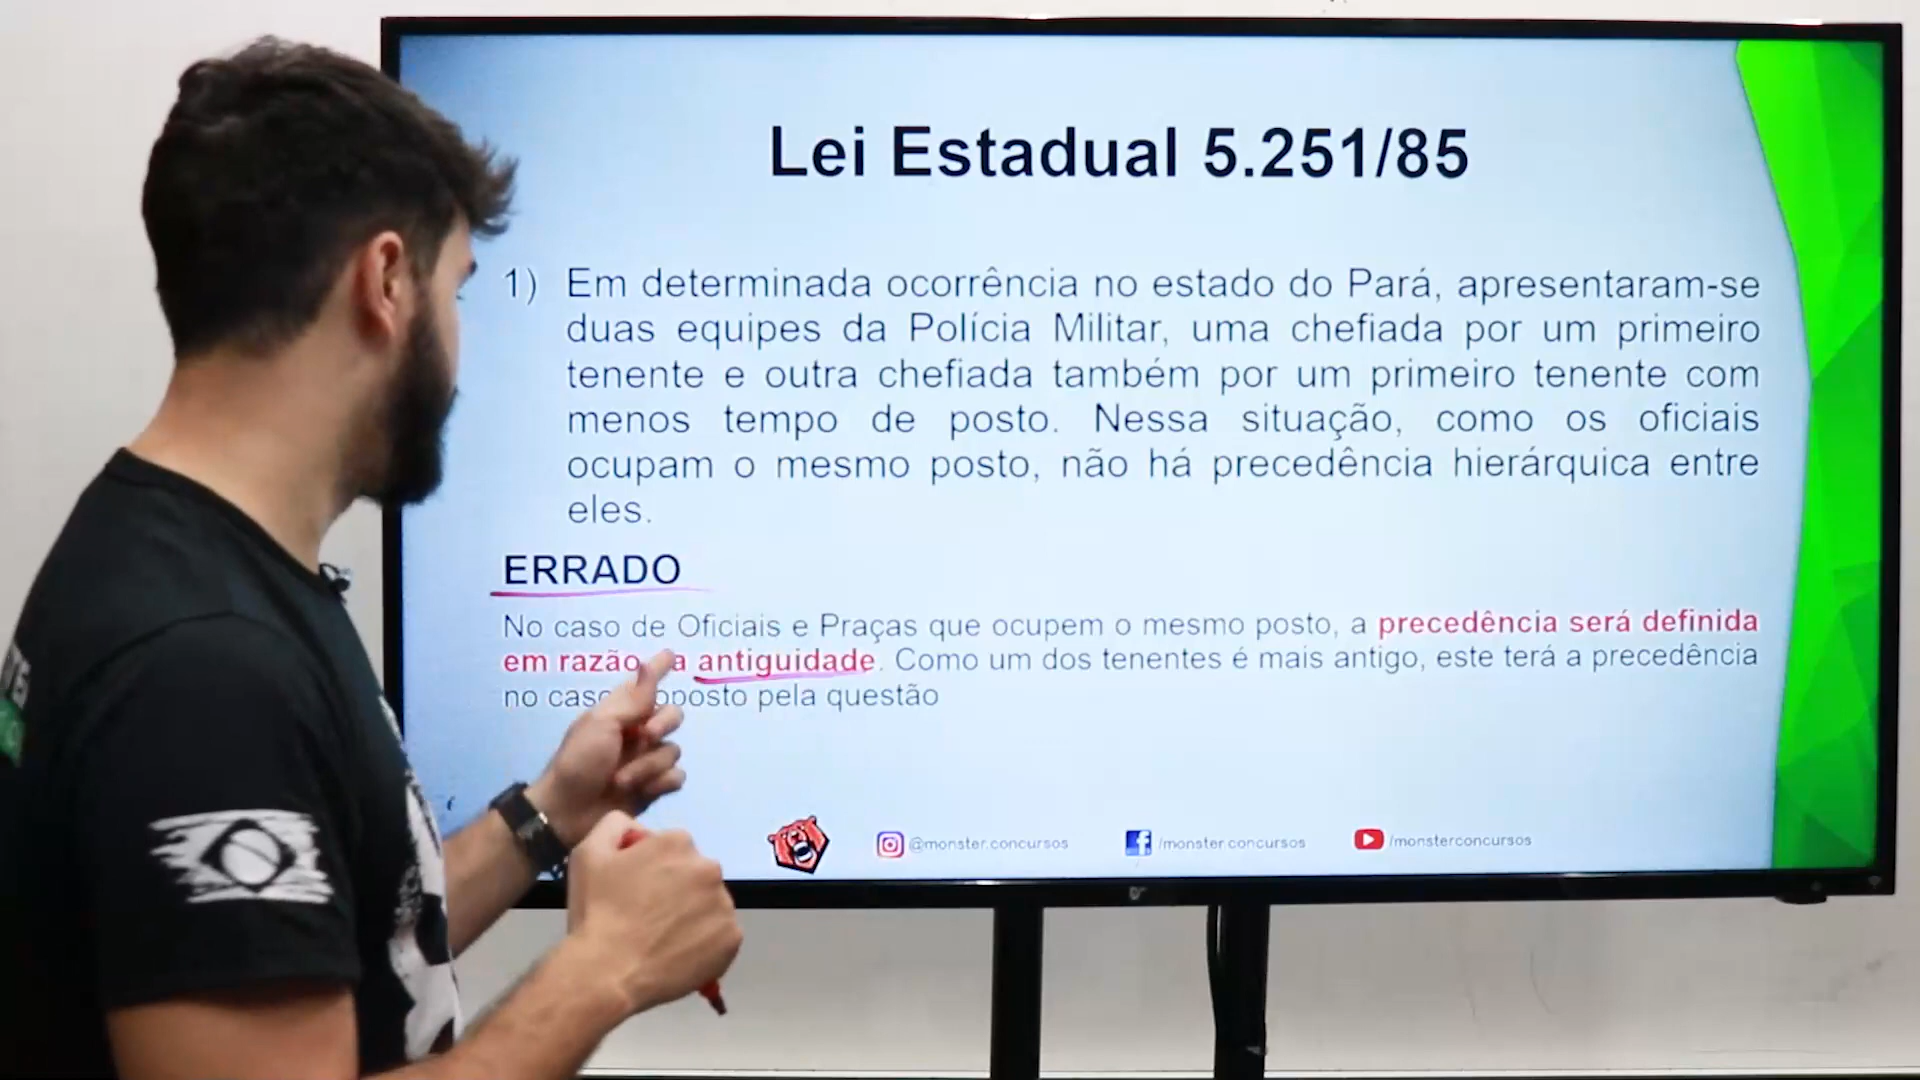 Lei Estadual 5.251/85
1) Em determinada ocorrência no estado do Pará, apresentaram-se
duas equipes da Polícia Militar, uma chefiada por um primeiro
tenente e outra chefiada também por um primeiro tenente com
menos tempo de posto. Nessa situação, como os oficiais
ocupam o mesmo posto, não há precedência hierárquica entre
eles.
ERRADO
No caso de Oficiais e Praças que ocupem o mesmo posto, a precedência será definida
em razão a antiguidade. Como um dos tenentes é mais antigo, este terá a precedência
no caso oposto pela questão
@monster.concursos /monster.concursos /monsterconcursos